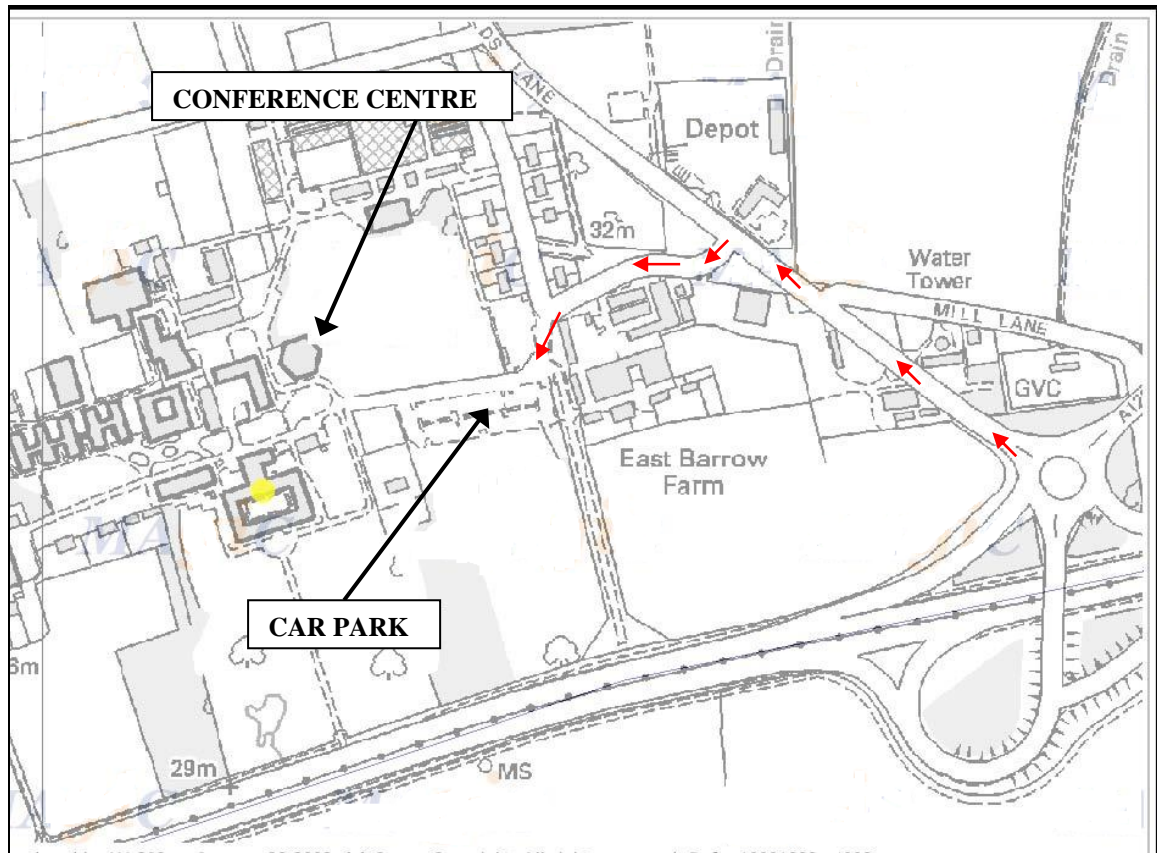 DS LANE
Drain
Drain
CONFERENCE CENTRE
Depot
32m
Water
Tower
MILL LANE
GVC
East Barrow
Farm
CAR PARK
29m
MS